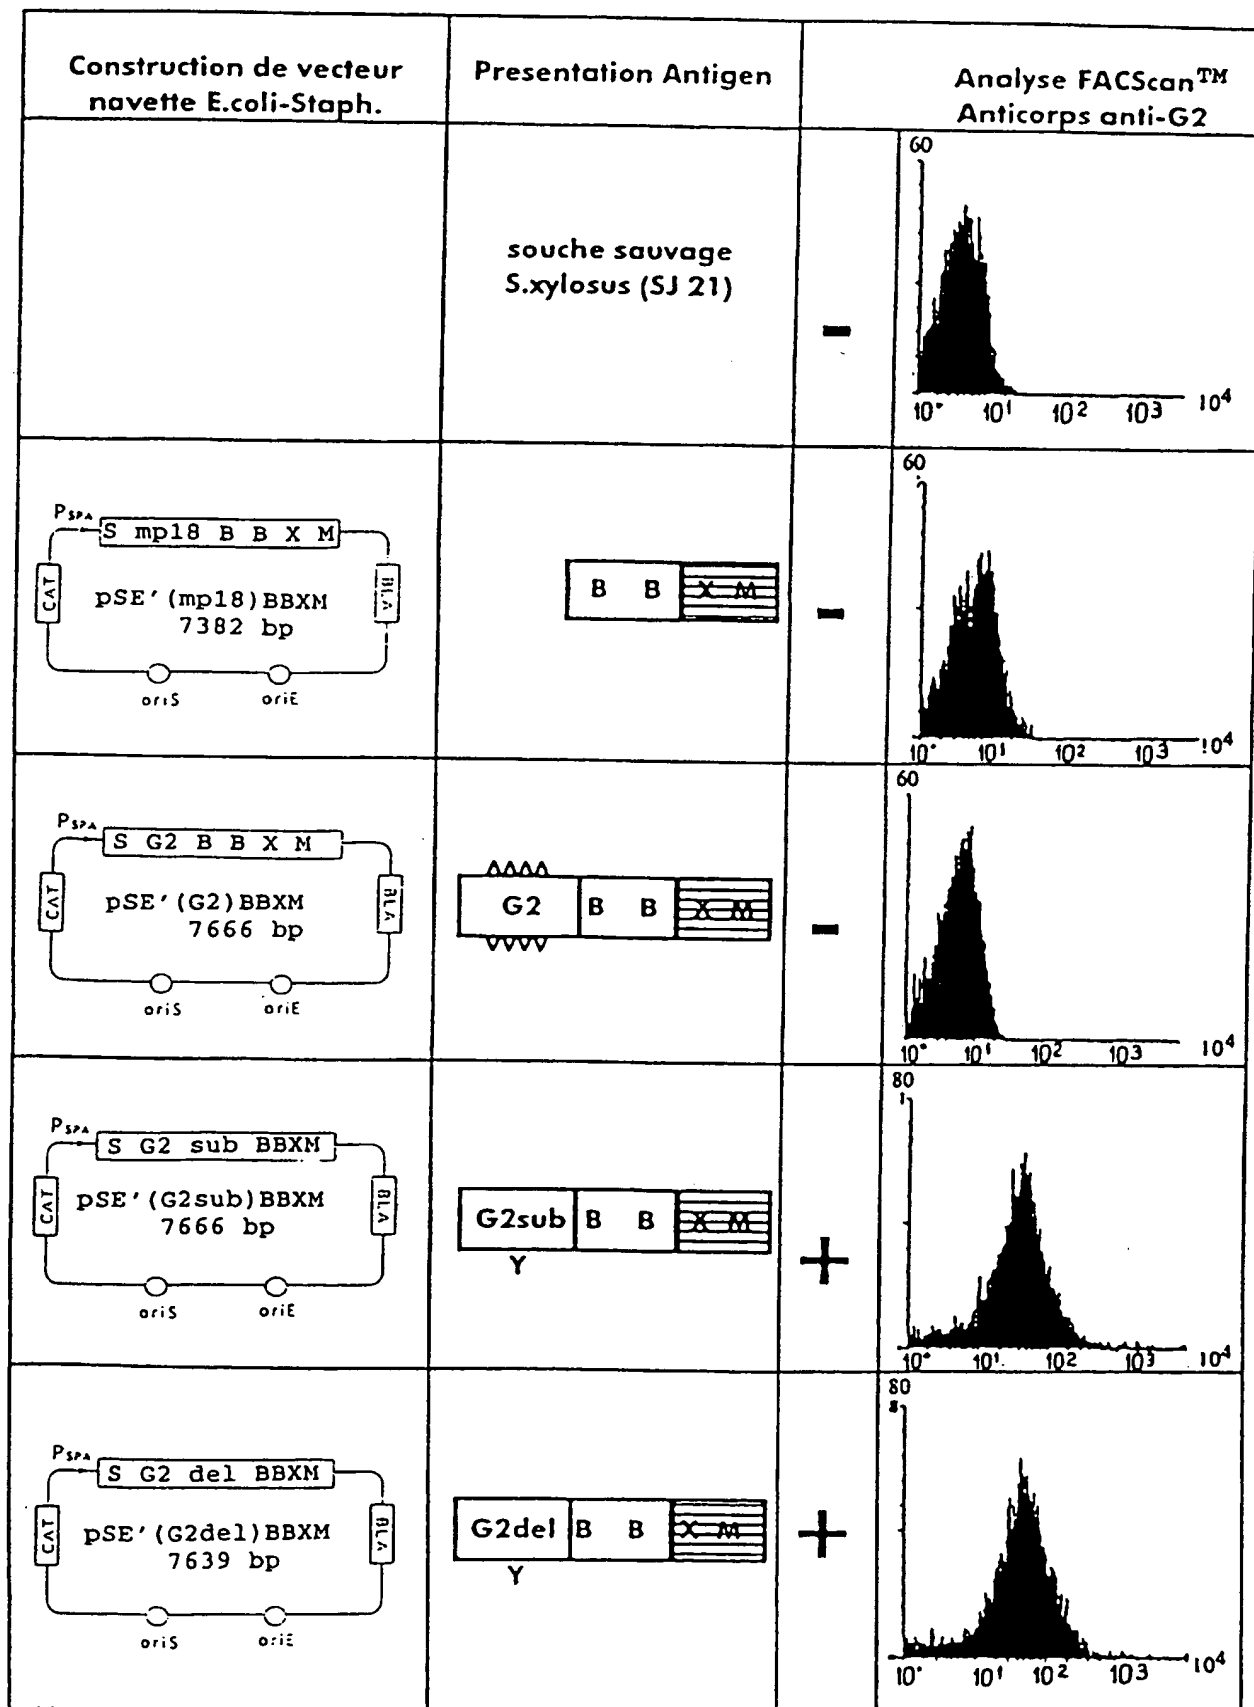 Construction de vecteur
navette E.coli-Staph.
Presentation Antigen
Analyse FACScan™
Anticorps anti-G2
souche sauvage
S.xylosus (SJ 21)
-
60
10° 10¹ 10² 10³ 10⁴
PSPA
S mp18 B B X M
CAT
BLA
pSE'(mp18)BBXM
7382 bp
oriS oriE
B B X M
-
60
10° 10¹ 10² 10³ 10⁴
PSPA
S G2 B B X M
CAT
BLA
pSE'(G2)BBXM
7666 bp
oriS oriE
G2 B B X M
-
60
10° 10¹ 10² 10³ 10⁴
PSPA
S G2 sub BBXM
CAT
BLA
pSE'(G2sub)BBXM
7666 bp
oriS oriE
G2sub B B X M
Y
+
80
10° 10¹ 10² 10³ 10⁴
PSPA
S G2 del BBXM
CAT
BLA
pSE'(G2del)BBXM
7639 bp
oriS oriE
G2del B B X M
Y
+
80
10° 10¹ 10² 10³ 10⁴